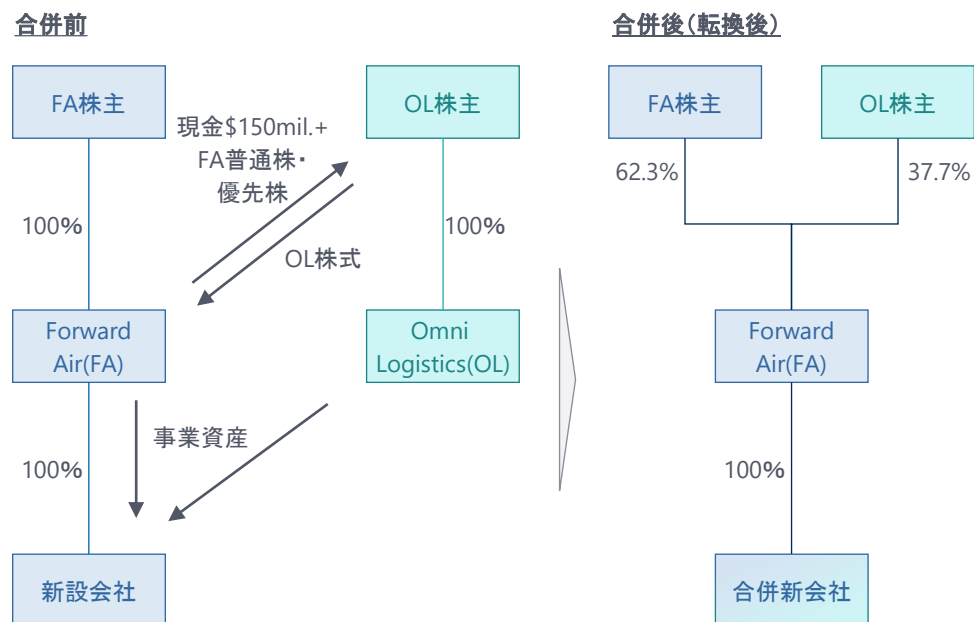 合併前
FA株主
OL株主
現金$150mil.+
FA普通株・
優先株
100%
100%
OL株式
Forward
Air(FA)
Omni
Logistics(OL)
事業資産
100%
新設会社
合併後(転換後)
FA株主
OL株主
62.3%
37.7%
Forward
Air(FA)
100%
合併新会社